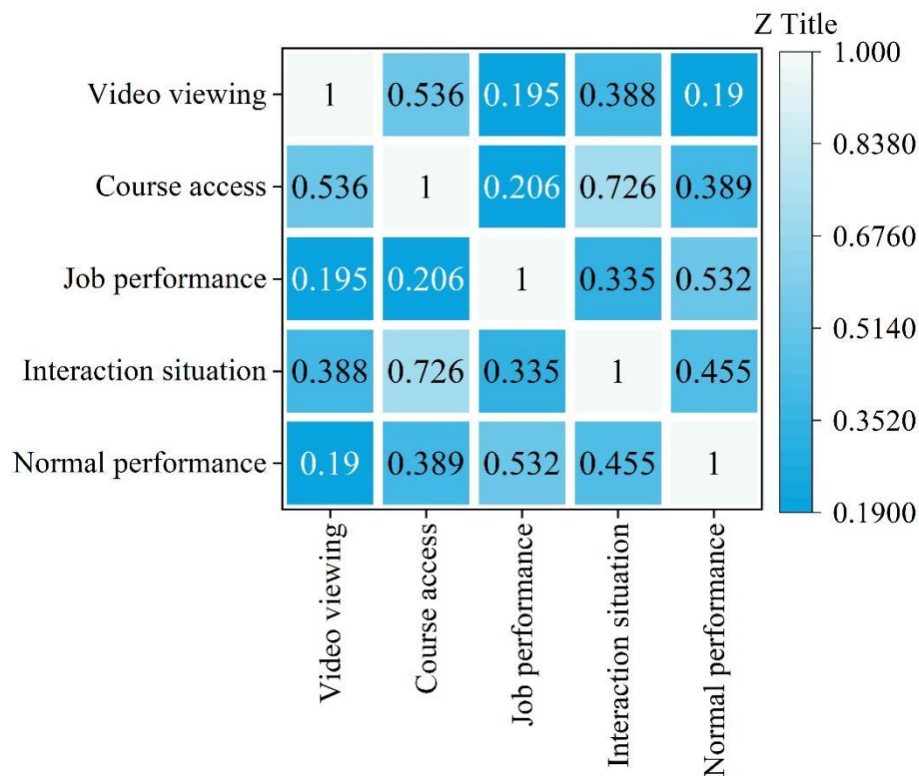 Z Title
Video viewing 1 0.536 0.195 0.388 0.19 1.000
0.8380
Course access 0.536 1 0.206 0.726 0.389
0.6760
Job performance 0.195 0.206 1 0.335 0.532
0.5140
Interaction situation 0.388 0.726 0.335 1 0.455
0.3520
Normal performance 0.19 0.389 0.532 0.455 1
0.1900
Video viewing
Course access
Job performance
Interaction situation
Normal performance